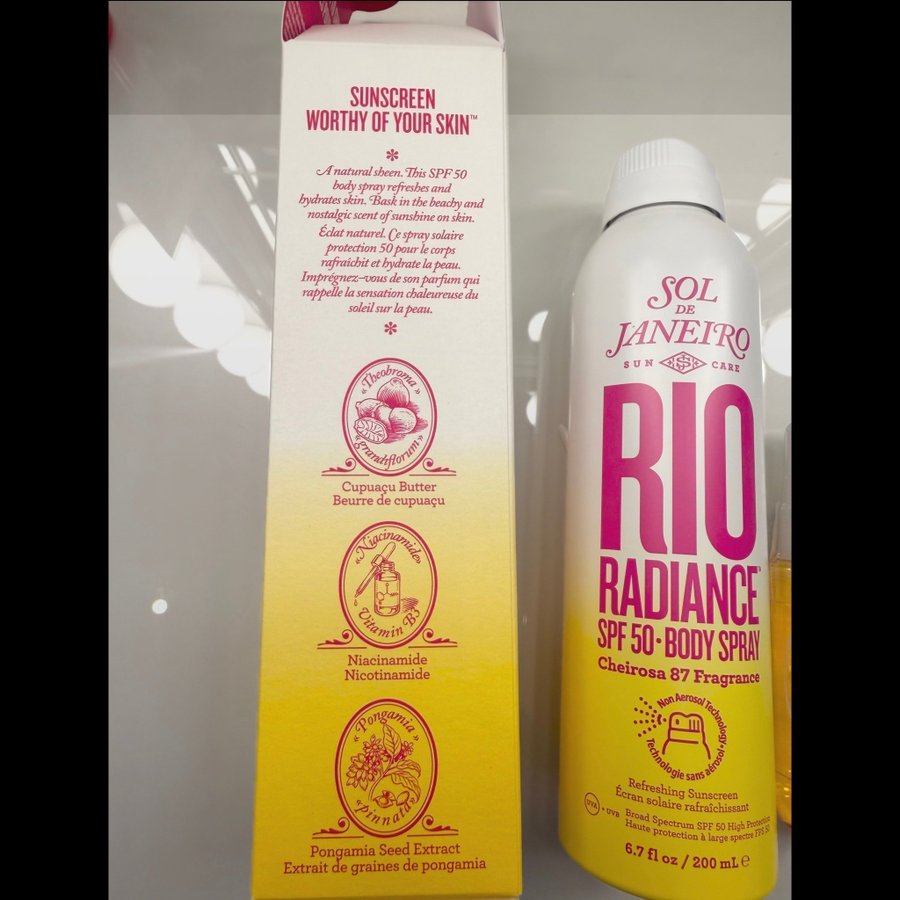 SUNSCREEN
WORTHY OF YOUR SKIN™
A natural sheen. This SPF 50
body spray refreshes and
hydrates skin. Bask in the beachy and
nostalgic scent of sunshine on skin.
Éclat naturel. Ce spray solaire
protection 50 pour le corps
rafraichit et hydrate la peau.
Imprégnez-vous de son parfum qui
rappelle la sensation chaleureuse du
soleil sur la peau.
«Theobroma»
«grandiflorum»
Cupuaçu Butter
Beurre de cupuaçu
«Niacinamide»
Vitamin B3
Niacinamide
Nicotinamide
«Pongamia»
«pinnata»
Pongamia Seed Extract
Extrait de graines de pongamia
SOL
DE
JANEIRO
SUN CARE
RIO
RADIANCE
SPF 50 · BODY SPRAY
Cheirosa 87 Fragrance
Non Aerosol Technology
Technologie sans aérosol
Refreshing Sunscreen
Écran solaire rafraîchissant
UVA + UVB
Broad Spectrum SPF 50 High Protection
Haute protection à large spectre FPS 50
6.7 fl oz / 200 mL e